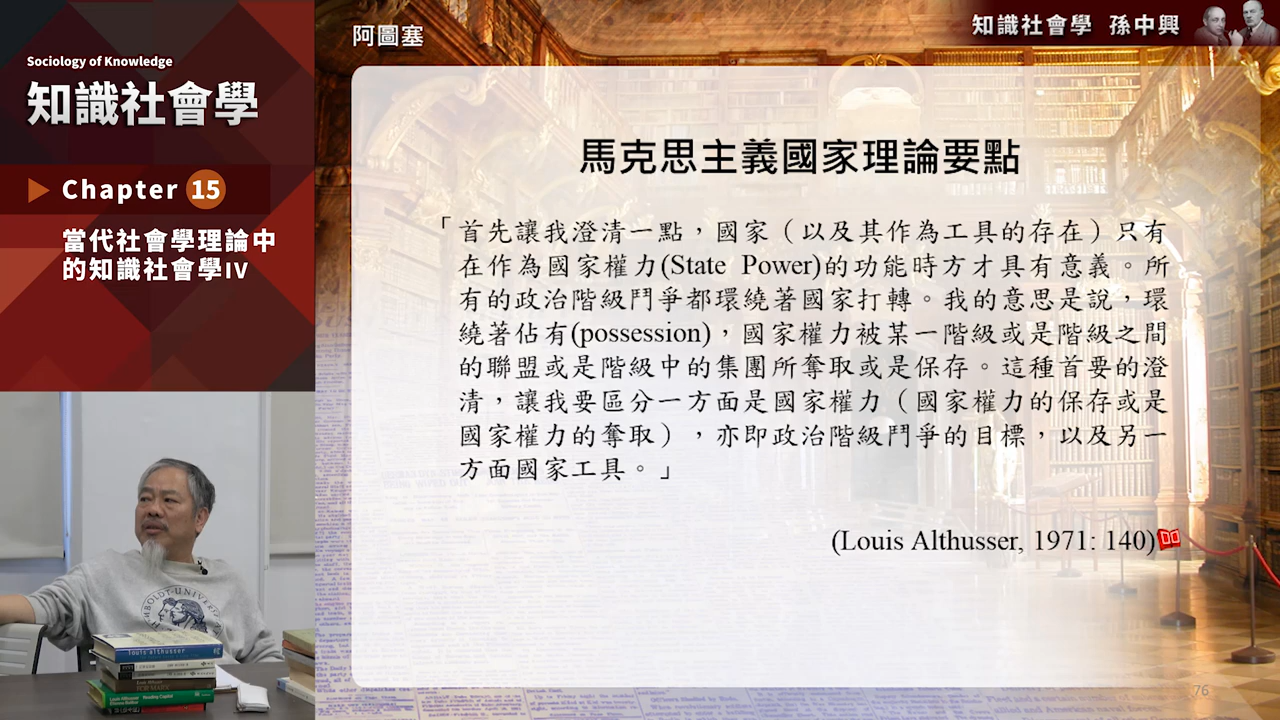 Sociology of Knowledge
知識社會學
Chapter 15
當代社會學理論中
的知識社會學IV
阿圖塞
知識社會學 孫中興
馬克思主義國家理論要點
「首先讓我澄清一點，國家（以及其作為工具的存在）只有
在作為國家權力(State Power)的功能時方才具有意義。所
有的政治階級鬥爭都環繞著國家打轉。我的意思是說，環
繞著佔有(possession)，國家權力被某一階級或是階級之間
的聯盟或是階級中的集團所奪取或是保存。這種首要的澄
清，讓我要區分一方面是國家權力（國家權力的保存或是
國家權力的奪取），亦即政治階級鬥爭的目標，以及另一
方面國家工具。」
(Louis Althusser, 1971: 140)
76
louis althusser
FOR MARX
Reading Capital